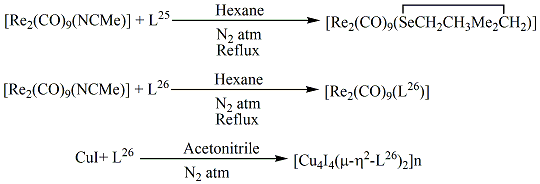 Hexane
[Re₂(CO)₉(NCMe)] + L²⁵ [Re₂(CO)₉(SeCH₂CH₂CH3Me₂CH₂)]
N₂ atm
Reflux
Hexane
[Re₂(CO)₉(NCMe)] + L²⁶ [Re₂(CO)₉(L²⁶)]
N₂ atm
Reflux
Acetonitrile
CuI+ L²⁶ [Cu₄I₄(μ-η²-L²⁶)₂]n
N₂ atm